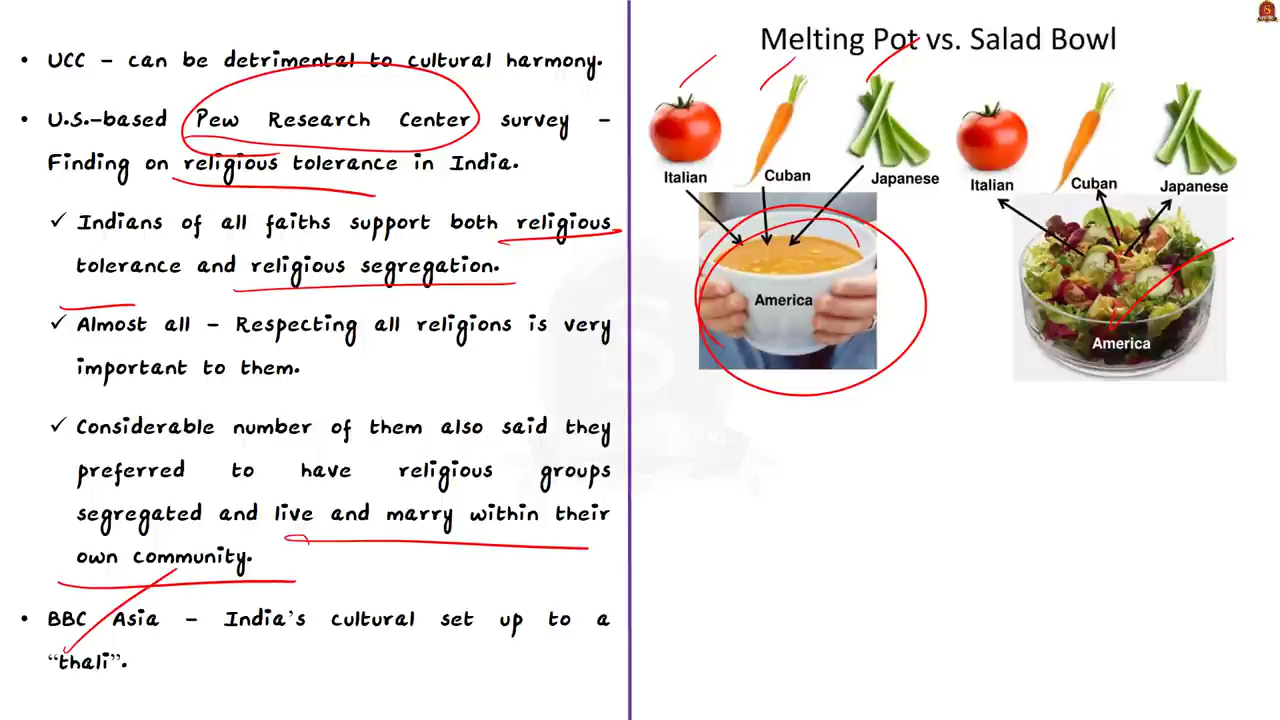 • UCC – can be detrimental to cultural harmony.
• U.S.-based Pew Research Center survey –
Finding on religious tolerance in India.
✓ Indians of all faiths support both religious
tolerance and religious segregation.
✓ Almost all – Respecting all religions is very
important to them.
✓ Considerable number of them also said they
preferred to have religious groups
segregated and live and marry within their
own community.
• BBC Asia – India's cultural set up to a
“thali”.
Melting Pot vs. Salad Bowl
Italian
Cuban
Japanese
America
Italian
Cuban
Japanese
America